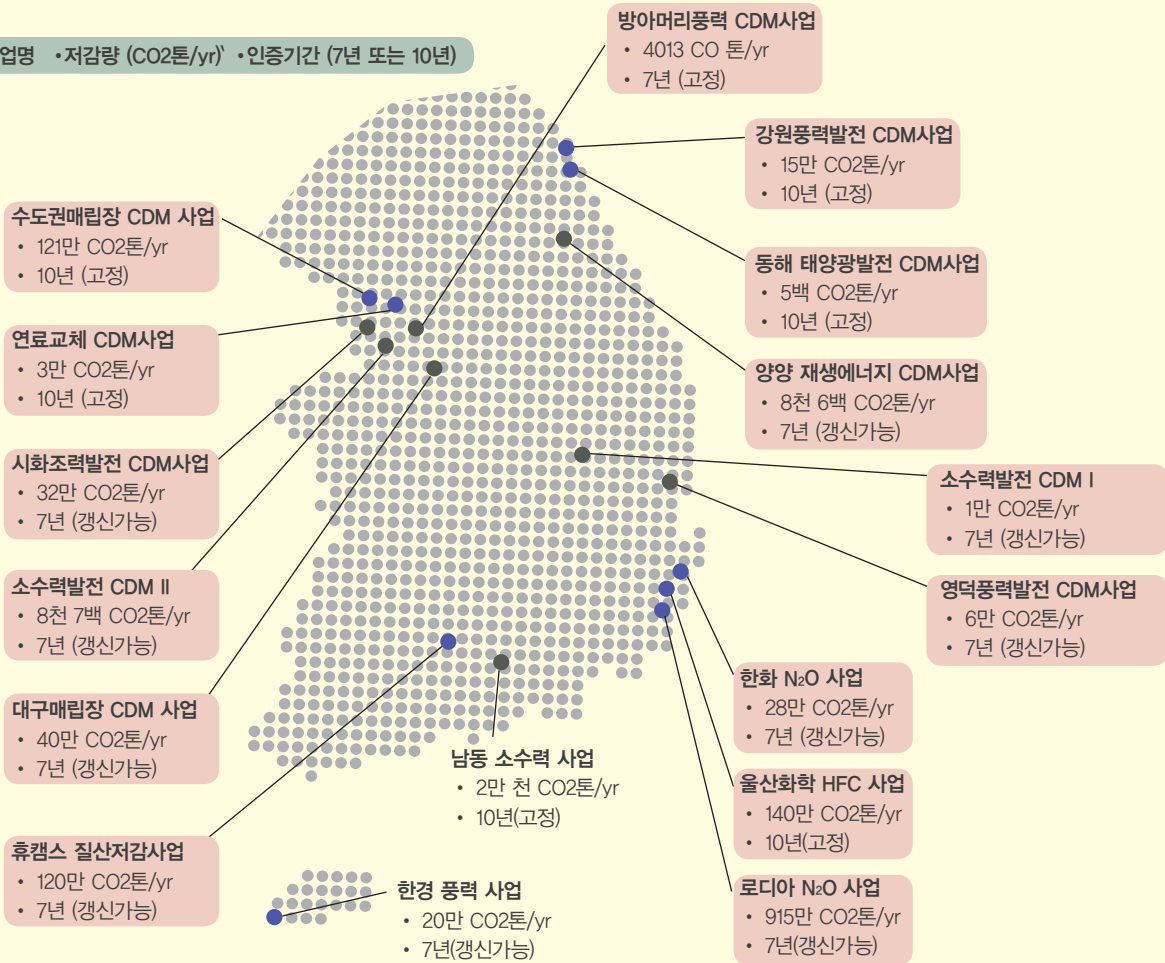 업명 •저감량 (CO2톤/yr)` •인증기간 (7년 또는 10년)
방아머리풍력 CDM사업
• 4013 CO 톤/yr
• 7년 (고정)
강원풍력발전 CDM사업
• 15만 CO2톤/yr
• 10년 (고정)
수도권매립장 CDM 사업
• 121만 CO2톤/yr
• 10년 (고정)
동해 태양광발전 CDM사업
• 5백 CO2톤/yr
• 10년 (고정)
연료교체 CDM사업
• 3만 CO2톤/yr
• 10년 (고정)
양양 재생에너지 CDM사업
• 8천 6백 CO2톤/yr
• 7년 (갱신가능)
시화조력발전 CDM사업
• 32만 CO2톤/yr
• 7년 (갱신가능)
소수력발전 CDM I
• 1만 CO2톤/yr
• 7년 (갱신가능)
소수력발전 CDM II
• 8천 7백 CO2톤/yr
• 7년 (갱신가능)
영덕풍력발전 CDM사업
• 6만 CO2톤/yr
• 7년 (갱신가능)
한화 N₂O 사업
• 28만 CO2톤/yr
• 7년 (갱신가능)
대구매립장 CDM 사업
• 40만 CO2톤/yr
• 7년 (갱신가능)
남동 소수력 사업
• 2만 천 CO2톤/yr
• 10년(고정)
울산화학 HFC 사업
• 140만 CO2톤/yr
• 10년(고정)
휴캠스 질산저감사업
• 120만 CO2톤/yr
• 7년 (갱신가능)
한경 풍력 사업
• 20만 CO2톤/yr
• 7년(갱신가능)
로디아 N₂O 사업
• 915만 CO2톤/yr
• 7년(갱신가능)